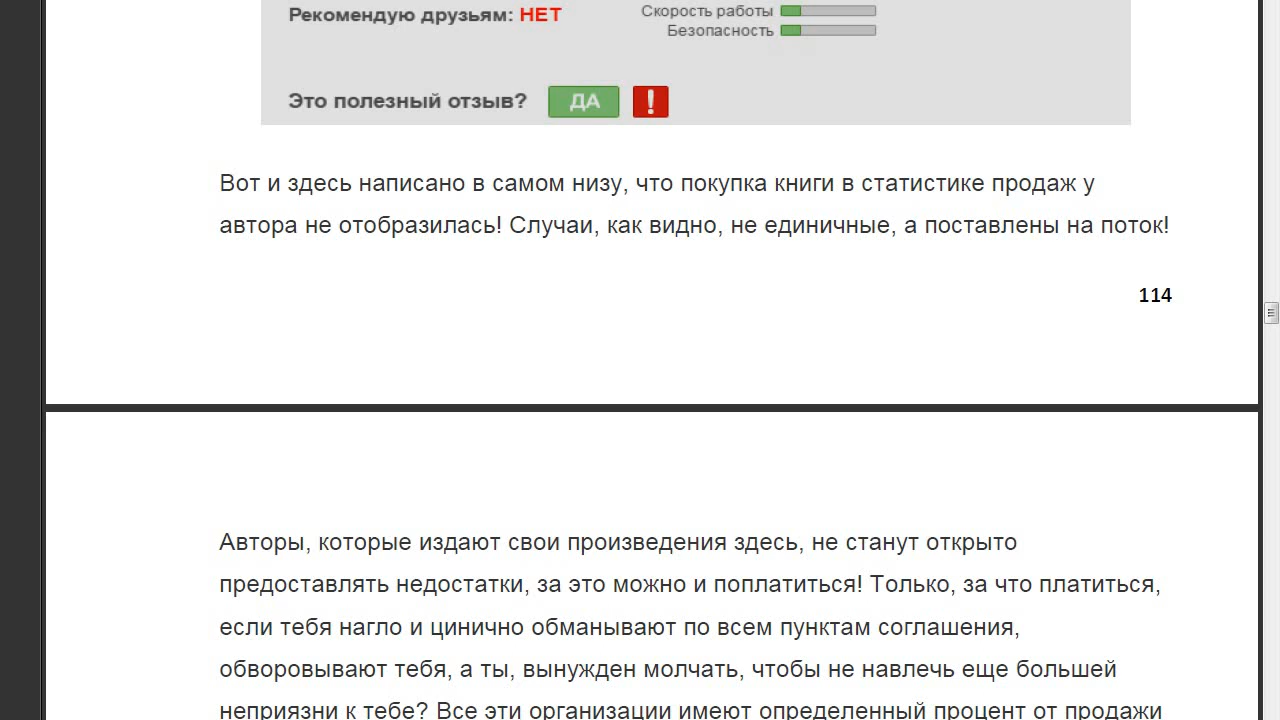 Рекомендую друзьям: НЕТ
Скорость работы
Безопасность
Это полезный отзыв? ДА !
Вот и здесь написано в самом низу, что покупка книги в статистике продаж у
автора не отобразилась! Случаи, как видно, не единичные, а поставлены на поток!
114
Авторы, которые издают свои произведения здесь, не станут открыто
предоставлять недостатки, за это можно и поплатиться! Только, за что платиться,
если тебя нагло и цинично обманывают по всем пунктам соглашения,
обворовывают тебя, а ты, вынужден молчать, чтобы не навлечь еще большей
неприязни к тебе? Все эти организации имеют определенный процент от продажи